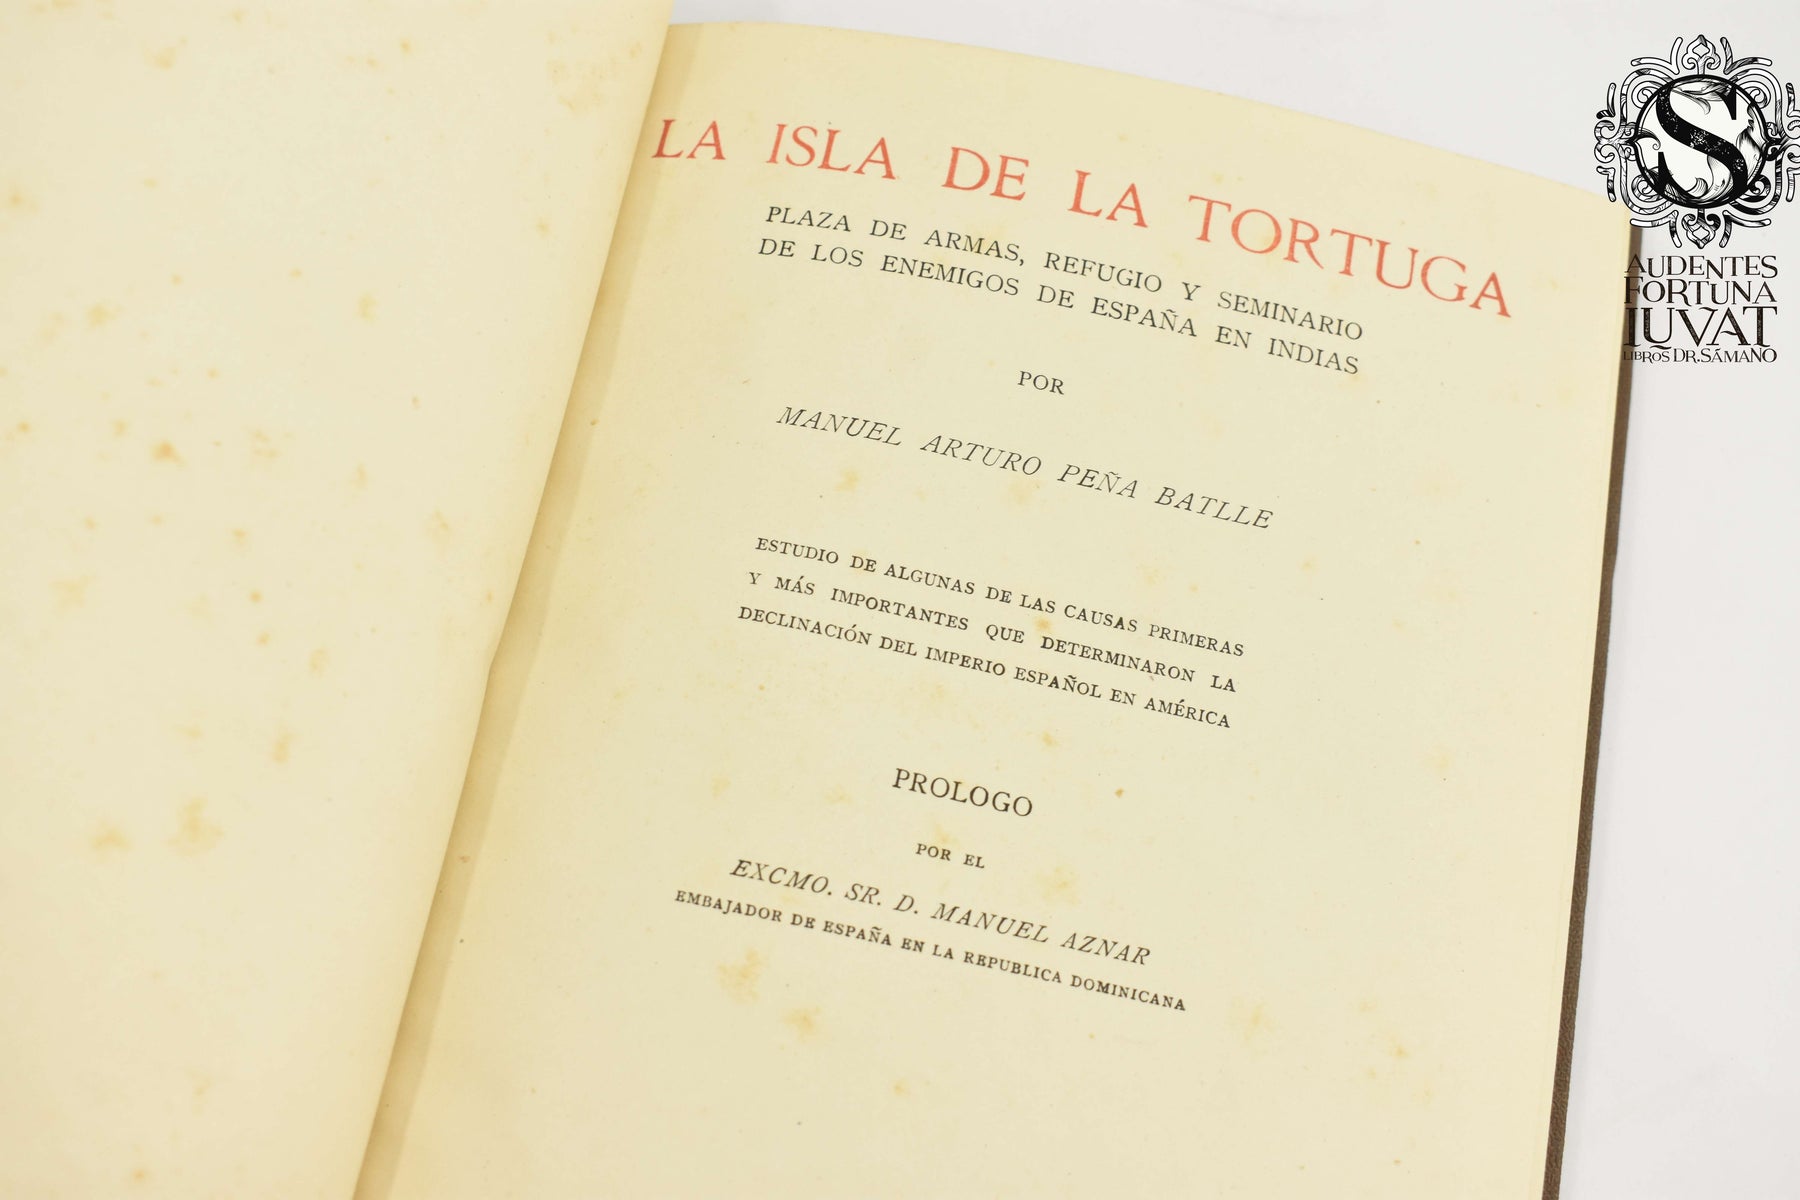 LA ISLA DE LA TORTUGA
PLAZA DE ARMAS, REFUGIO Y SEMINARIO
DE LOS ENEMIGOS DE ESPAÑA EN INDIAS
POR
MANUEL ARTURO PEÑA BATLLE
ESTUDIO DE ALGUNAS DE LAS CAUSAS PRIMERAS
Y MÁS IMPORTANTES QUE DETERMINARON LA
DECLINACIÓN DEL IMPERIO ESPAÑOL EN AMÉRICA
PROLOGO
POR EL
EXCMO. SR. D. MANUEL AZNAR
EMBAJADOR DE ESPAÑA EN LA REPUBLICA DOMINICANA
S
AUDENTES
FORTUNA
IUVAT
LIBROS DR. SÁMANO